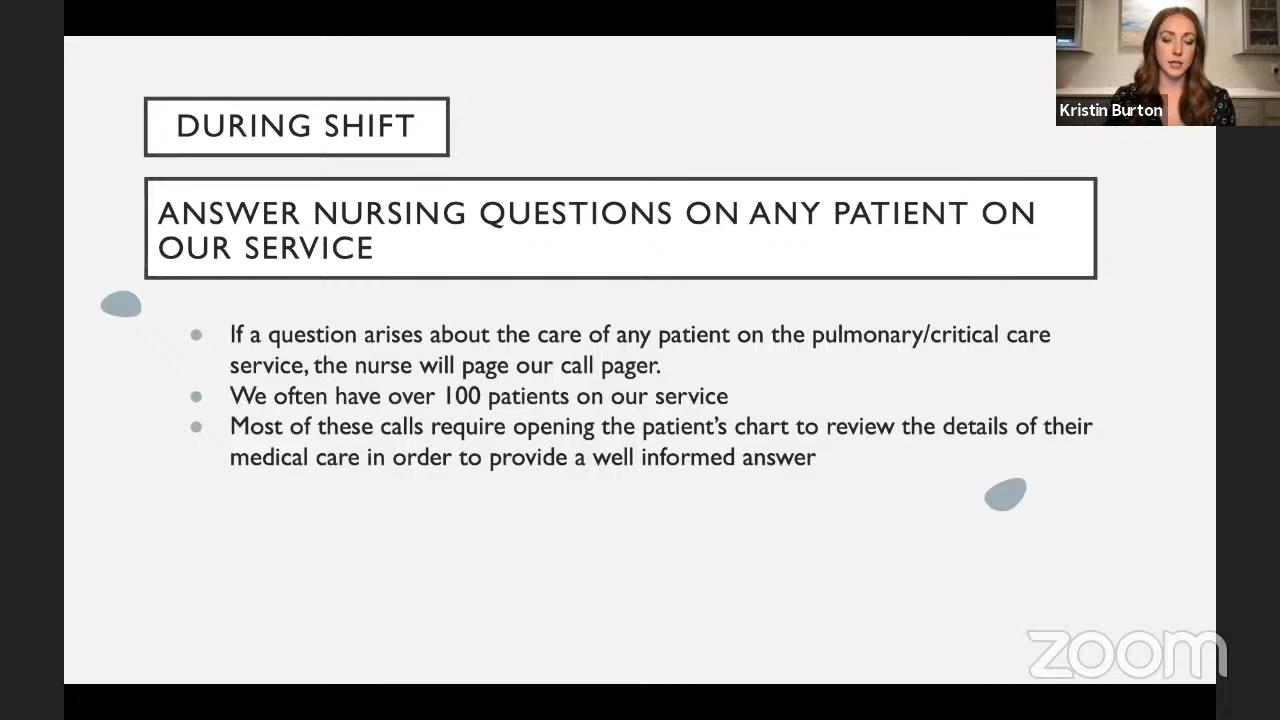 Kristin Burton
DURING SHIFT
ANSWER NURSING QUESTIONS ON ANY PATIENT ON
OUR SERVICE
If a question arises about the care of any patient on the pulmonary/critical care
service, the nurse will page our call pager.
We often have over 100 patients on our service
Most of these calls require opening the patient’s chart to review the details of their
medical care in order to provide a well informed answer
zoom